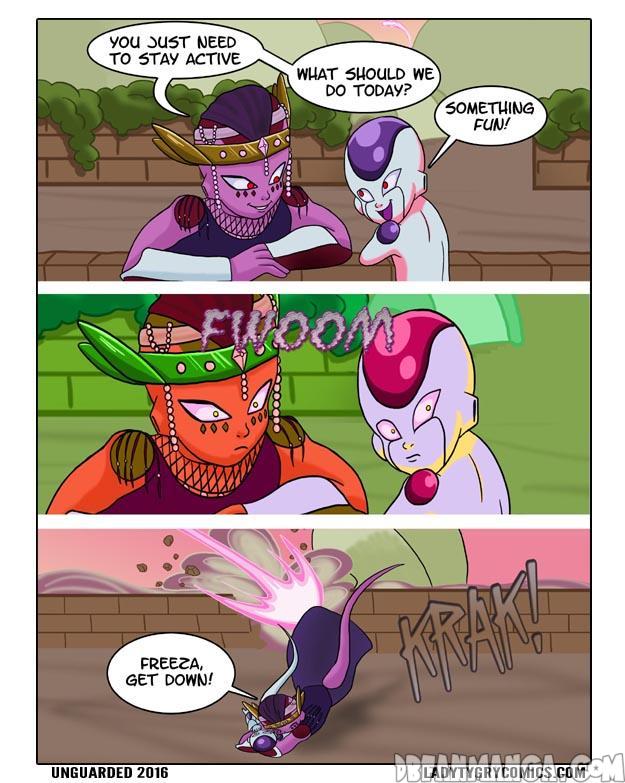 YOU JUST NEED
TO STAY ACTIVE
WHAT SHOULD WE
DO TODAY?
SOMETHING
FUN!
FWOOM
KRAK!
FREEZA,
GET DOWN!
UNGUARDED 2016
LADYTYGRYCOMICS.COM
DBFANMANGA.COM